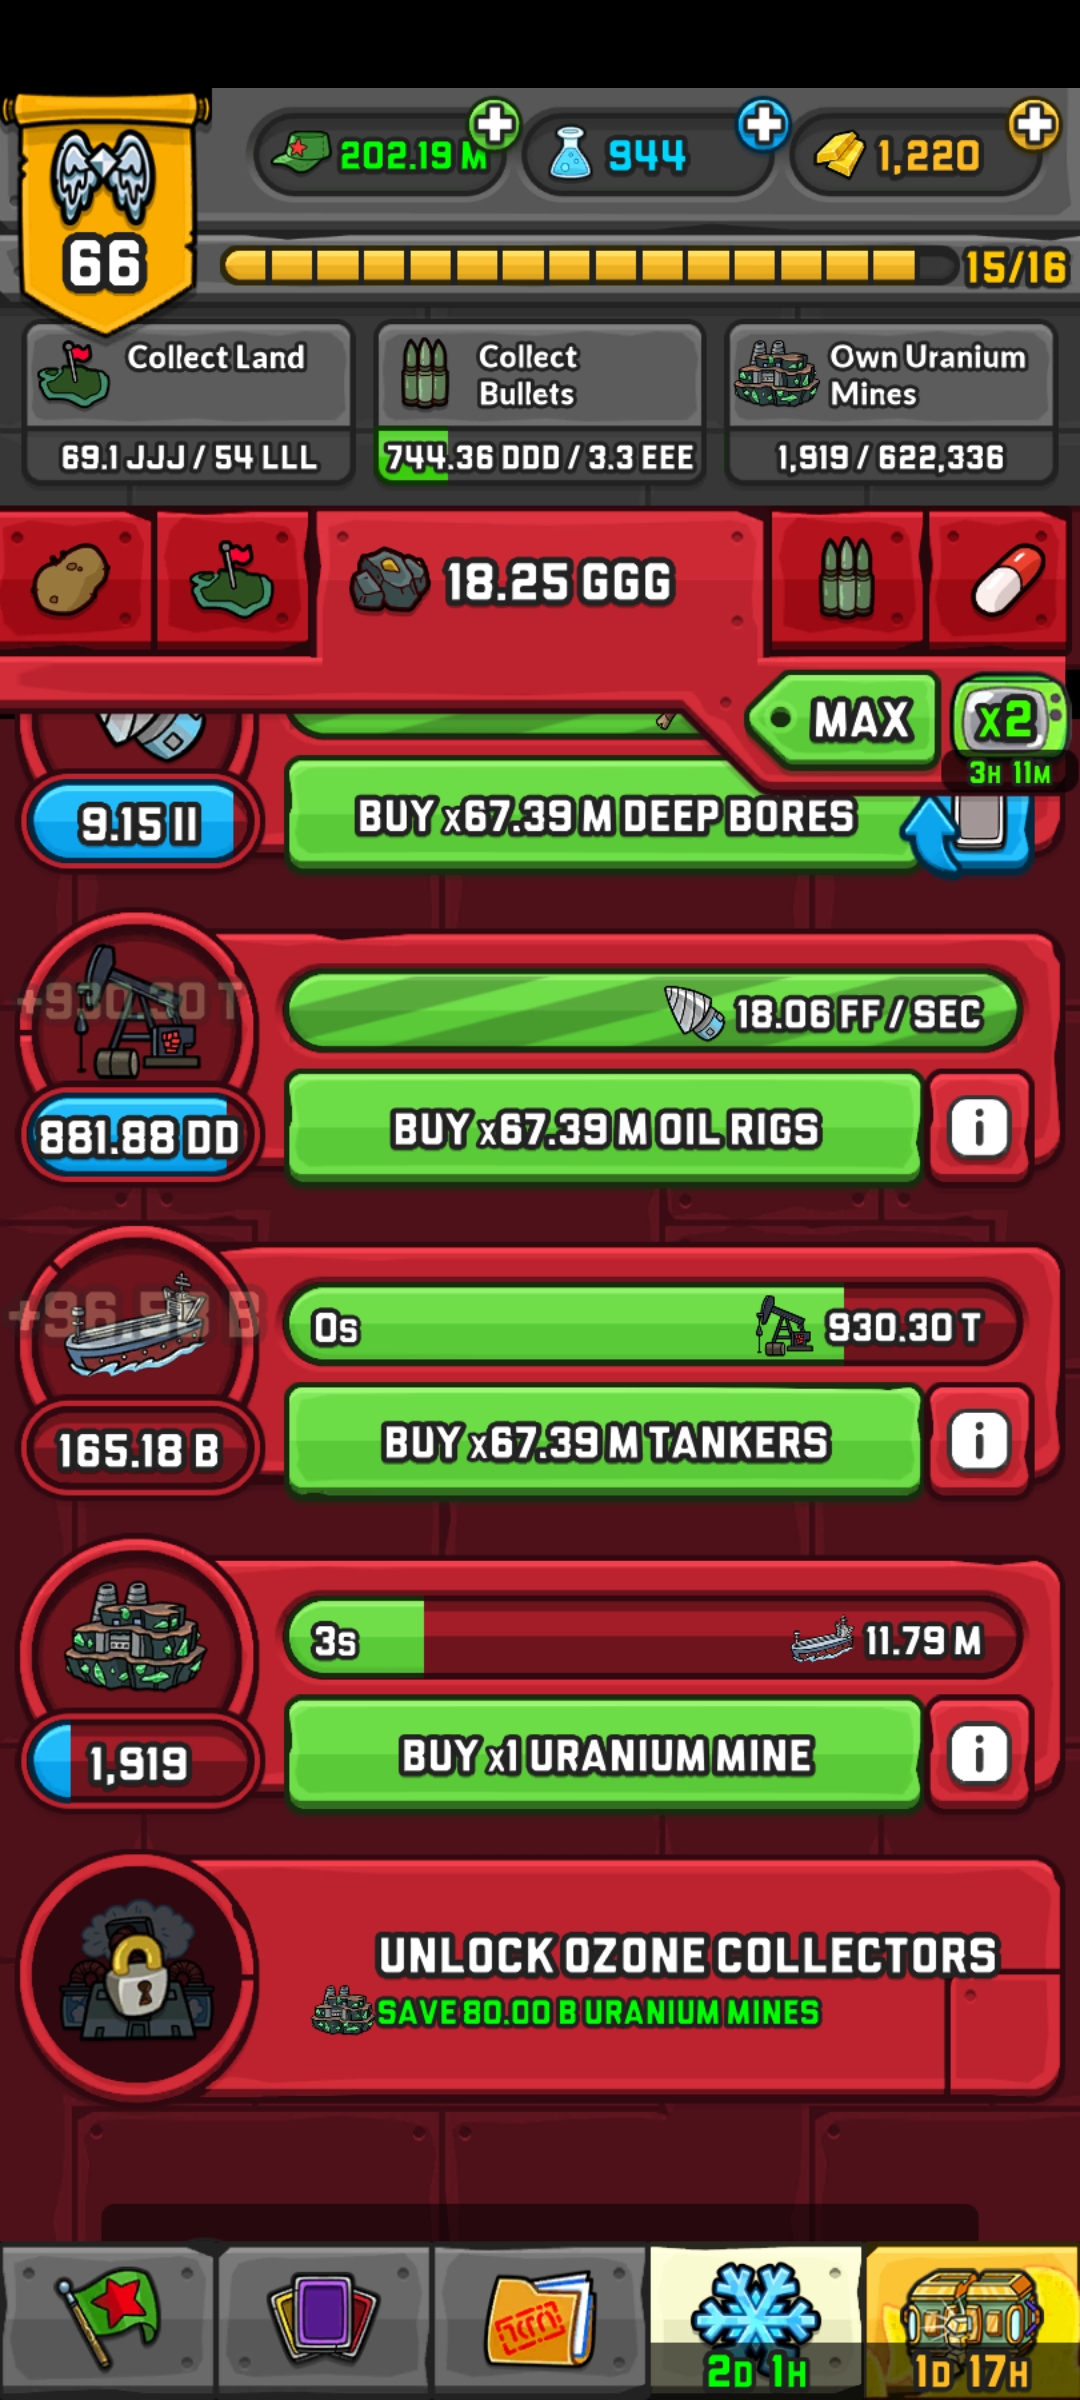 202.19 M
944
1,220
66
15/16
Collect Land
69.1 JJJ / 54 LLL
Collect
Bullets
744.36 DDD / 3.3 EEE
Own Uranium
Mines
1,919 / 622,336
18.25 GGG
MAX
x2
3H 11M
9.15 II
BUY x67.39 M DEEP BORES
+930.30 T
18.06 FF / SEC
881.88 DD
BUY x67.39 M OIL RIGS
0s
930.30 T
165.18 B
BUY x67.39 M TANKERS
3s
11.79 M
1,919
BUY x1 URANIUM MINE
UNLOCK OZONE COLLECTORS
SAVE 80.00 B URANIUM MINES
2D 1H
1D 17H